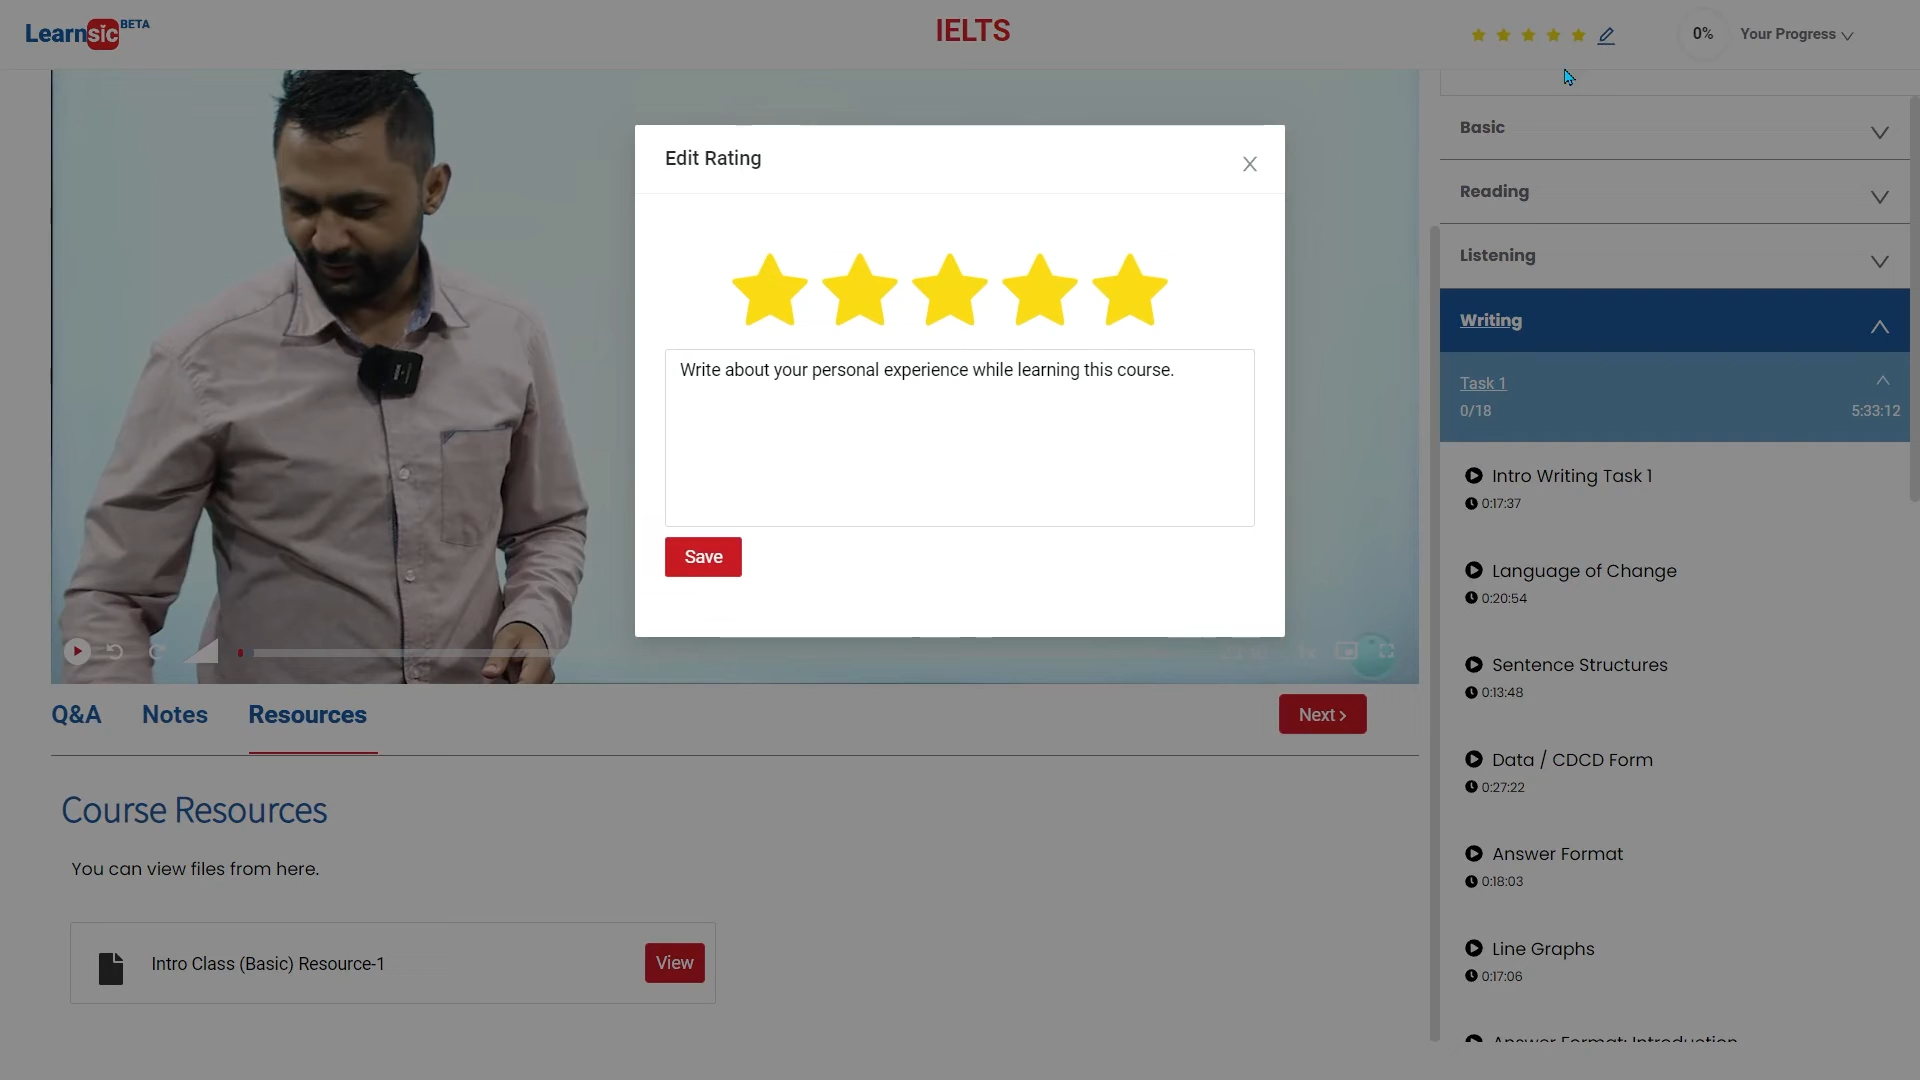 Learnsic BETA
IELTS
0%
Your Progress
Edit Rating
Write about your personal experience while learning this course.
Save
Q&A
Notes
Resources
Next
Course Resources
You can view files from here.
Intro Class (Basic) Resource-1
View
Basic
Reading
Listening
Writing
Task 1
0/18
5:33:12
Intro Writing Task 1
0:17:37
Language of Change
0:20:54
Sentence Structures
0:13:48
Data / CDCD Form
0:27:22
Answer Format
0:18:03
Line Graphs
0:17:06
Answer Format: Introduction